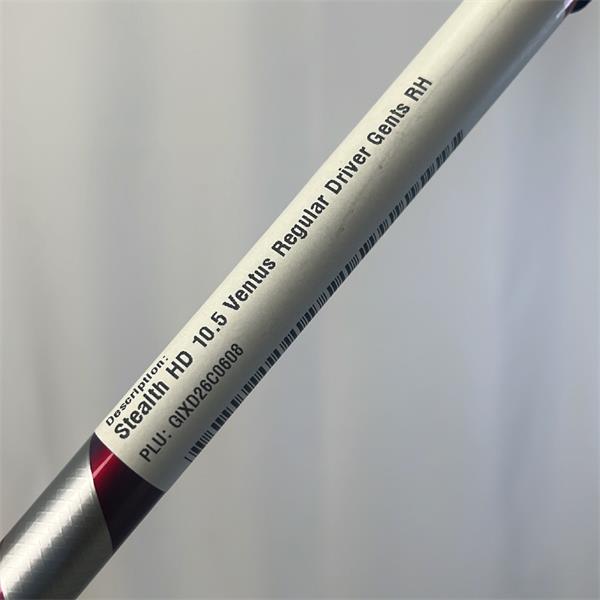 Description:
Stealth HD 10.5 Ventus Regular Driver Gents RH
PLU: GIXD26C0608